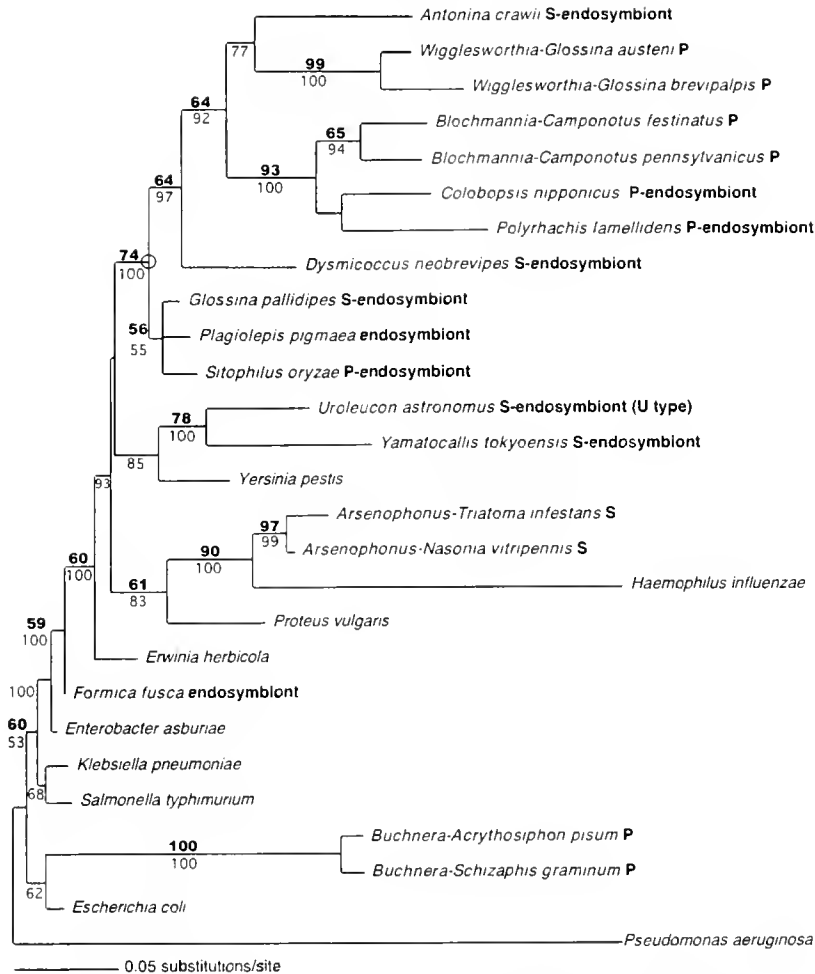 Antonina crawii S-endosymbiont
77
Wigglesworthia-Glossina austeni P
99
100
Wigglesworthia-Glossina brevipalpis P
64
92
Blochmannia-Camponotus festinatus P
65
94
Blochmannia-Camponotus pennsylvanicus P
93
100
64
97
Colobopsis nipponicus P-endosymbiont
Polyrhachis lamellidens P-endosymbiont
74
100
Dysmicoccus neobrevipes S-endosymbiont
Glossina pallidipes S-endosymbiont
56
55
Plagiolepis pigmaea endosymbiont
Sitophilus oryzae P-endosymbiont
Uroleucon astronomus S-endosymbiont (U type)
78
100
Yamatocallis tokyoensis S-endosymbiont
85
Yersinia pestis
93
Arsenophonus-Triatoma infestans S
97
99
Arsenophonus-Nasonia vitripennis S
90
100
60
100
61
83
Haemophilus influenzae
Proteus vulgaris
59
100
Erwinia herbicola
100
Formica fusca endosymbiont
60
53
Enterobacter asburiae
Klebsiella pneumoniae
68
Salmonella typhimurium
Buchnera-Acrythosiphon pisum P
100
100
Buchnera-Schizaphis graminum P
62
Escherichia coli
Pseudomonas aeruginosa
0.05 substitutions/site